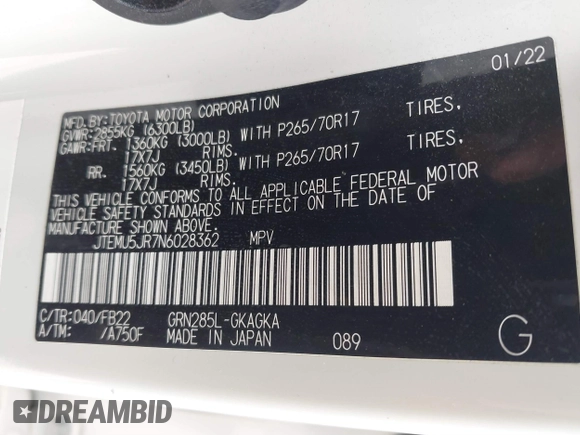 01/22
MFD.BY:TOYOTA MOTOR CORPORATION
GVWR:2855KG (6300LB)
GAWR:FRT. 1360KG (3000LB) WITH P265/70R17 TIRES,
17X7J RIMS.
RR. 1560KG (3450LB) WITH P265/70R17 TIRES,
17X7J RIMS.
THIS VEHICLE CONFORMS TO ALL APPLICABLE FEDERAL MOTOR
VEHICLE SAFETY STANDARDS IN EFFECT ON THE DATE OF
MANUFACTURE SHOWN ABOVE.
JTEMU5JR7N6028362 MPV
C/TR:040/FB22 GRN285L-GKAGKA
A/TM: /A750F MADE IN JAPAN 089 G
DREAMBID